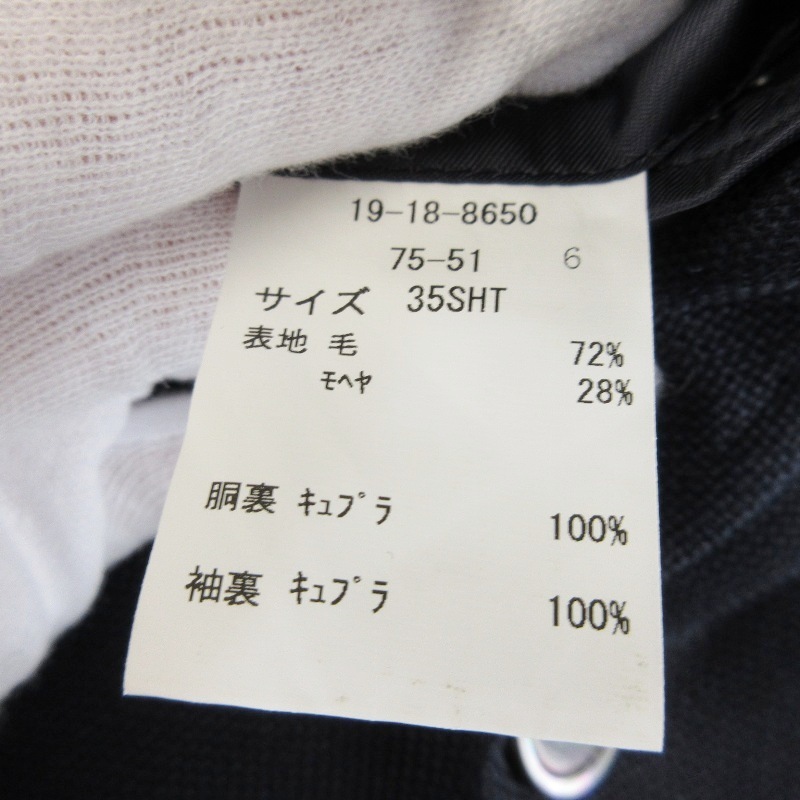 19-18-8650
75-51 6
サイズ 35SHT
表地 毛 72%
ﾓﾍﾔ 28%
胴裏 ｷｭﾌﾟﾗ 100%
袖裏 ｷｭﾌﾟﾗ 100%